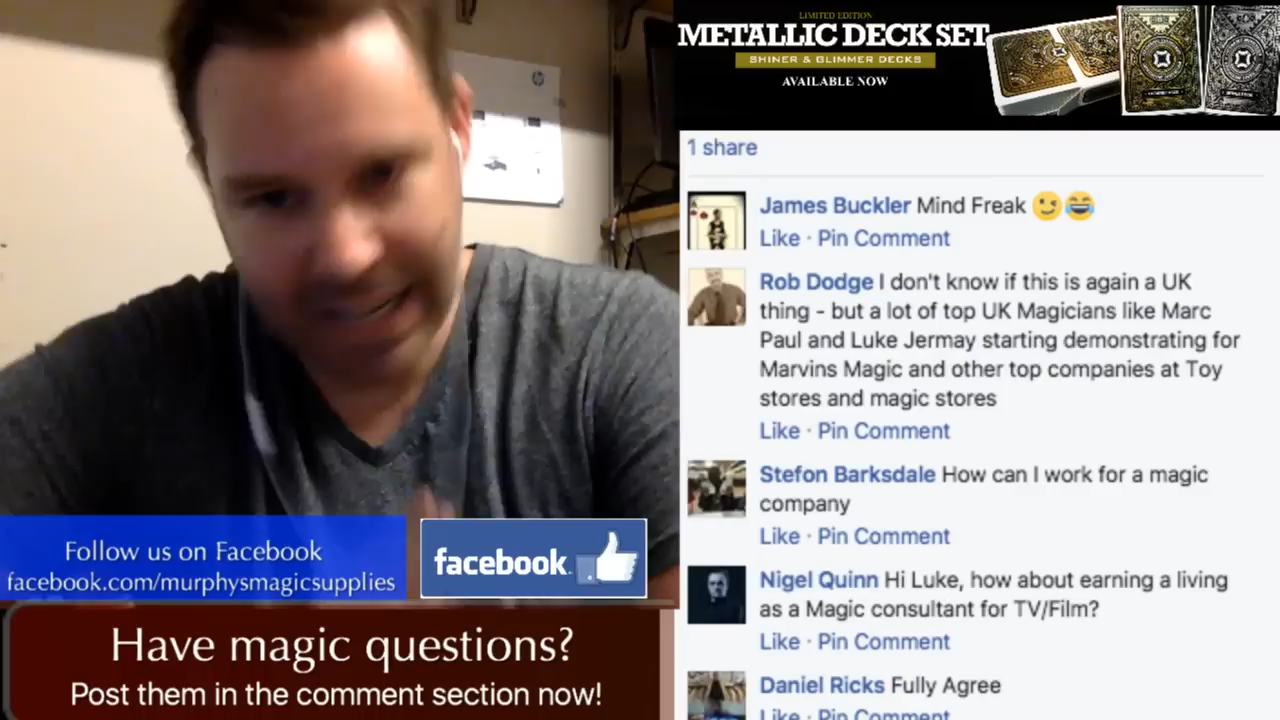 LIMITED EDITION
METALLIC DECK SET
SHINER & GLIMMER DECKS
AVAILABLE NOW
hp
1 share
James Buckler Mind Freak 😉😂
Like · Pin Comment
Rob Dodge I don't know if this is again a UK
thing - but a lot of top UK Magicians like Marc
Paul and Luke Jermay starting demonstrating for
Marvins Magic and other top companies at Toy
stores and magic stores
Like · Pin Comment
Stefon Barksdale How can I work for a magic
company
Like · Pin Comment
Nigel Quinn Hi Luke, how about earning a living
as a Magic consultant for TV/Film?
Like · Pin Comment
Daniel Ricks Fully Agree
Like · Pin Comment
Follow us on Facebook
facebook.com/murphysmagicsupplies
facebook.
Have magic questions?
Post them in the comment section now!